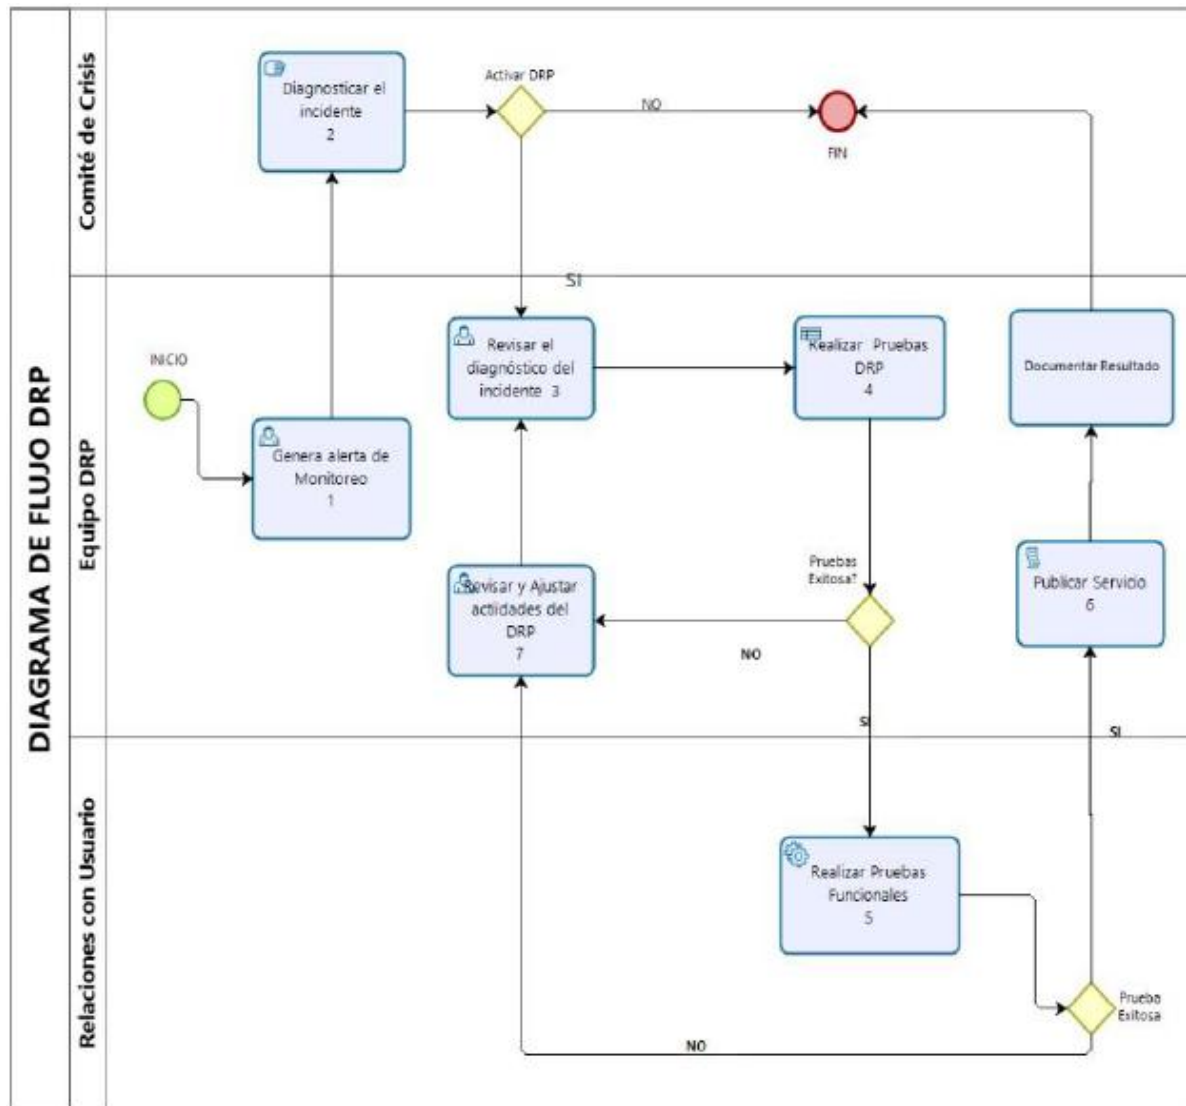 DIAGRAMA DE FLUJO DRP
Comité de Crisis
Diagnosticar el
incidente
2
Activar DRP
NO
FIN
SI
Equipo DRP
INICIO
Genera alerta de
Monitoreo
1
Revisar el
diagnóstico del
incidente 3
Realizar Pruebas
DRP
4
Documentar Resultado
Pruebas
Exitosa?
NO
SI
Revisar y Ajustar
actiidades del
DRP
7
Publicar Servicio
6
SI
Relaciones con Usuario
Realizar Pruebas
Funcionales
5
Prueba
Exitosa
NO